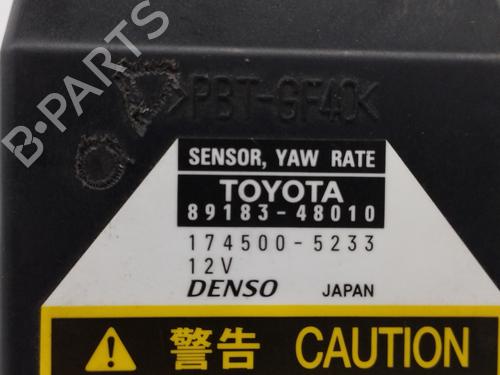 >PBT-GF40<
SENSOR, YAW RATE
TOYOTA
89183-48010
174500-5233
12V
DENSO JAPAN
警告 CAUTION
B-PARTS